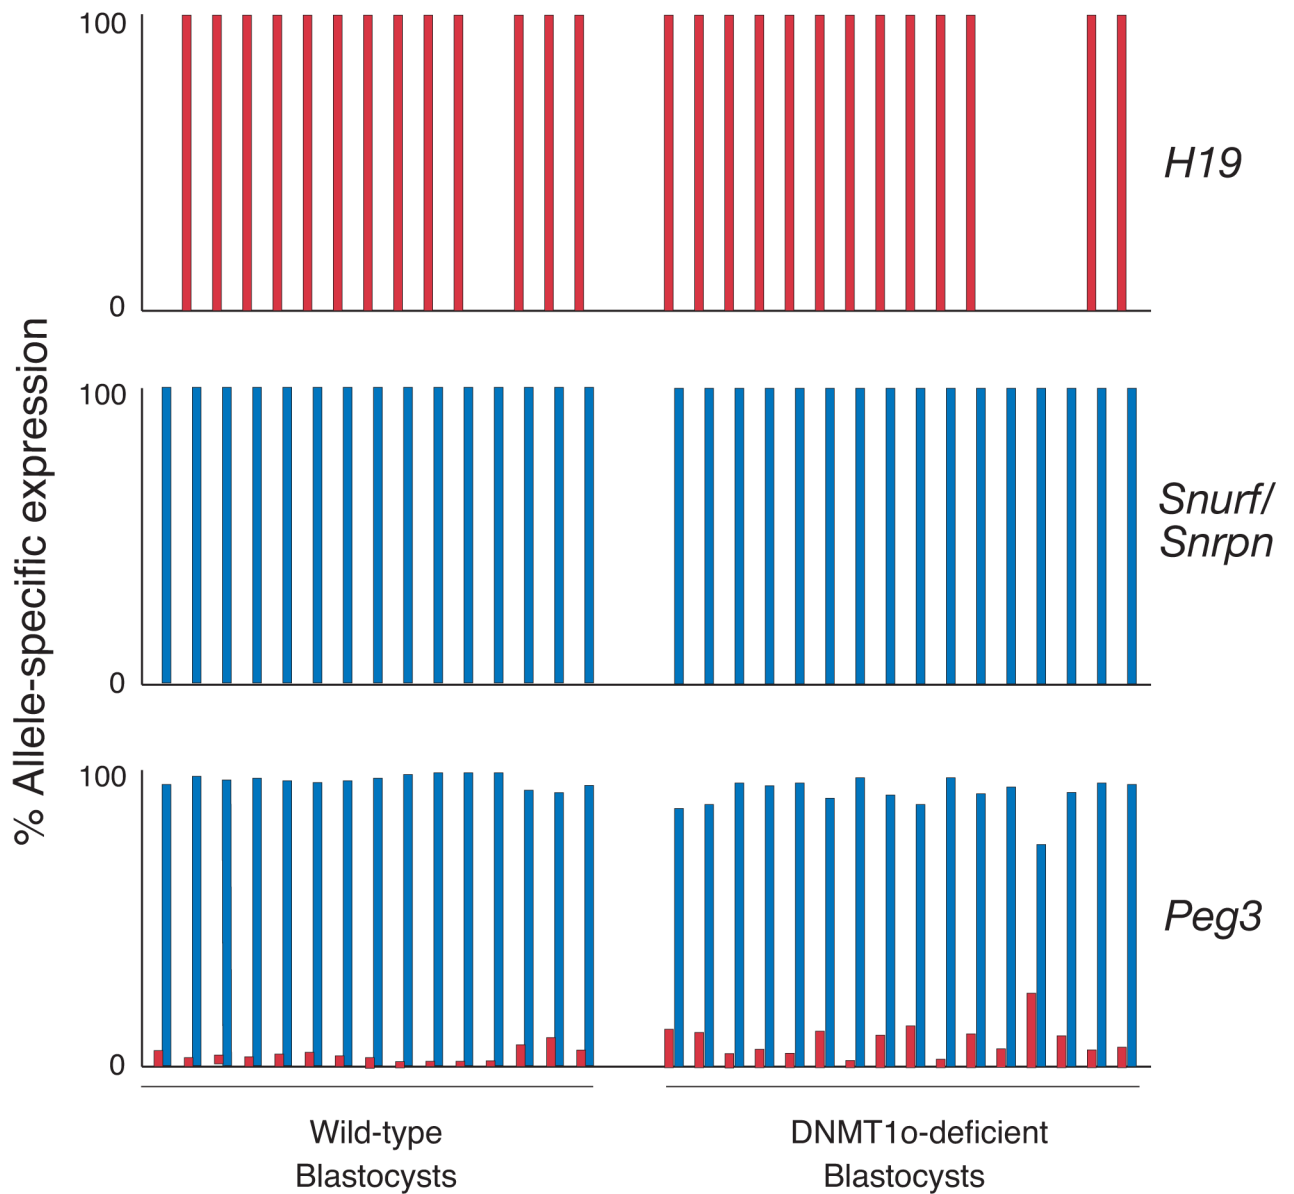 100
0
H19
% Allele-specific expression
100
0
Snurf/
Snrpn
100
0
Peg3
Wild-type
Blastocysts
DNMT1o-deficient
Blastocysts